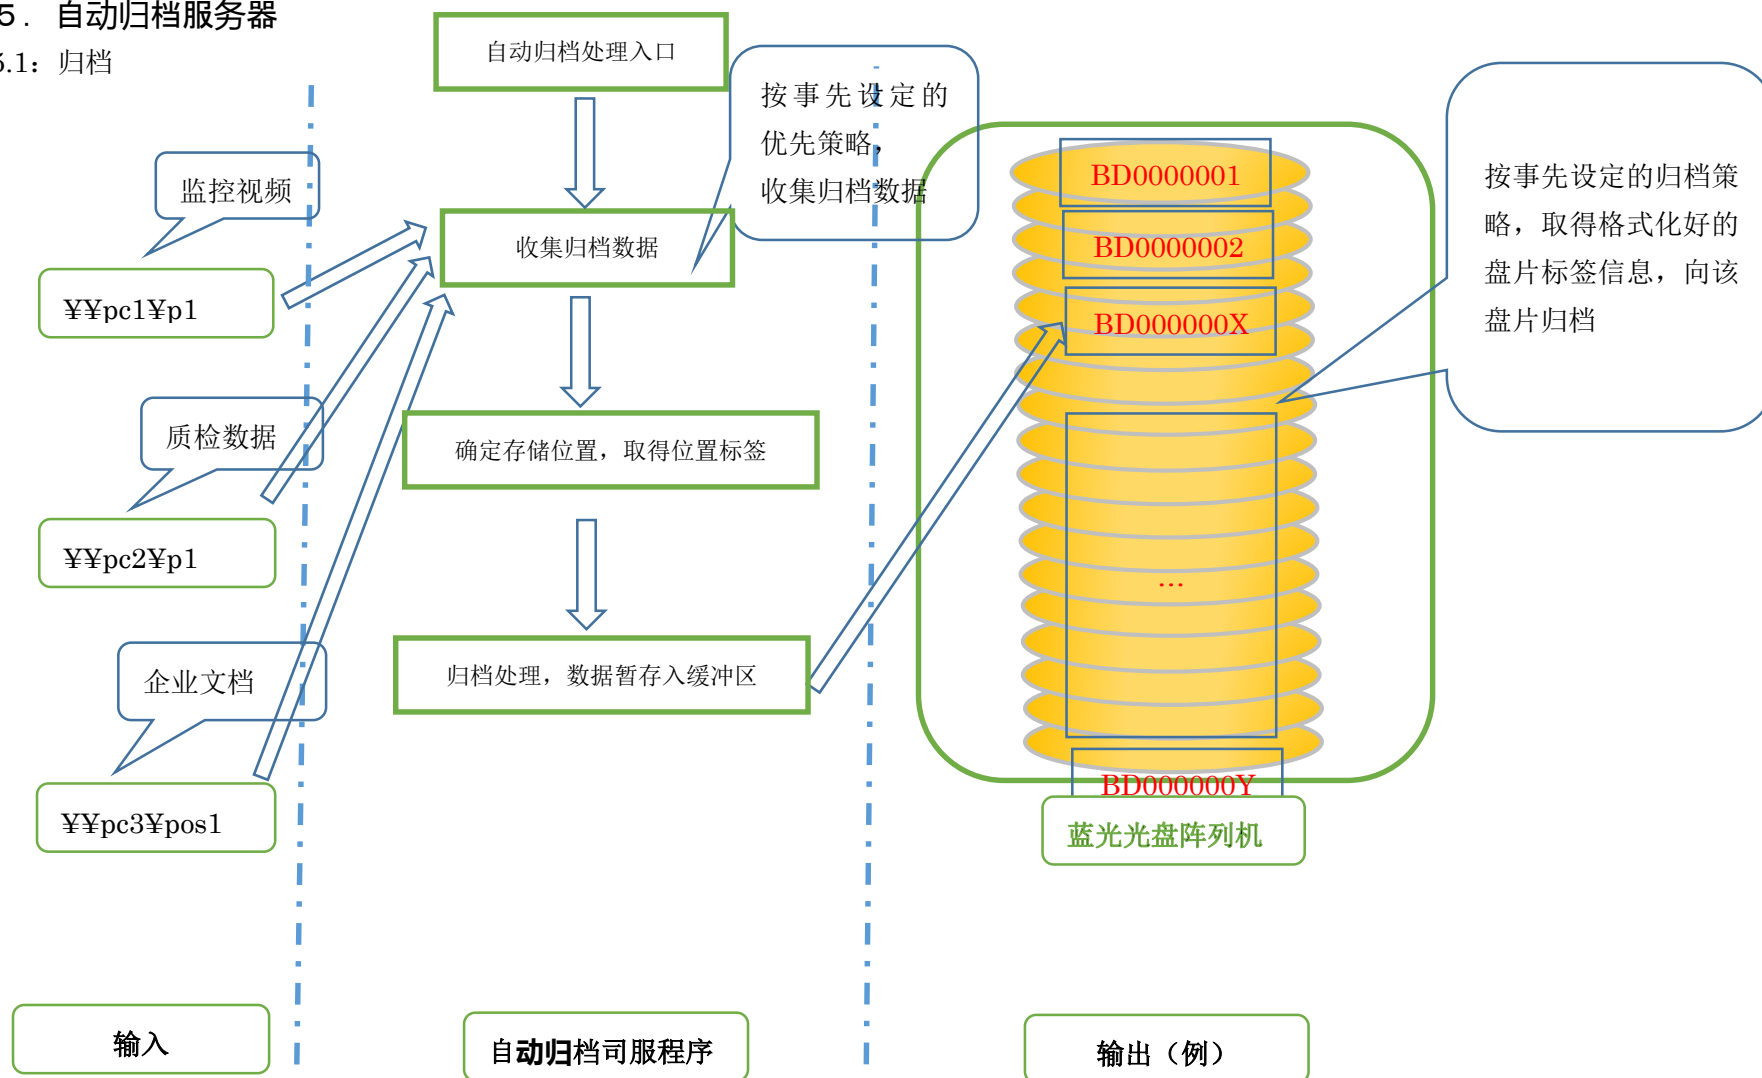 5. 自动归档服务器
5.1：归档
自动归档处理入口
按事先设定的
优先策略，
收集归档数据
监控视频
¥¥pc1¥p1
收集归档数据
BD0000001
BD0000002
BD000000X
按事先设定的归档策
略，取得格式化好的
盘片标签信息，向该
盘片归档
质检数据
确定存储位置，取得位置标签
¥¥pc2¥p1
…
企业文档
归档处理，数据暂存入缓冲区
¥¥pc3¥pos1
BD000000Y
蓝光光盘阵列机
输入
自动归档司服程序
输出（例）